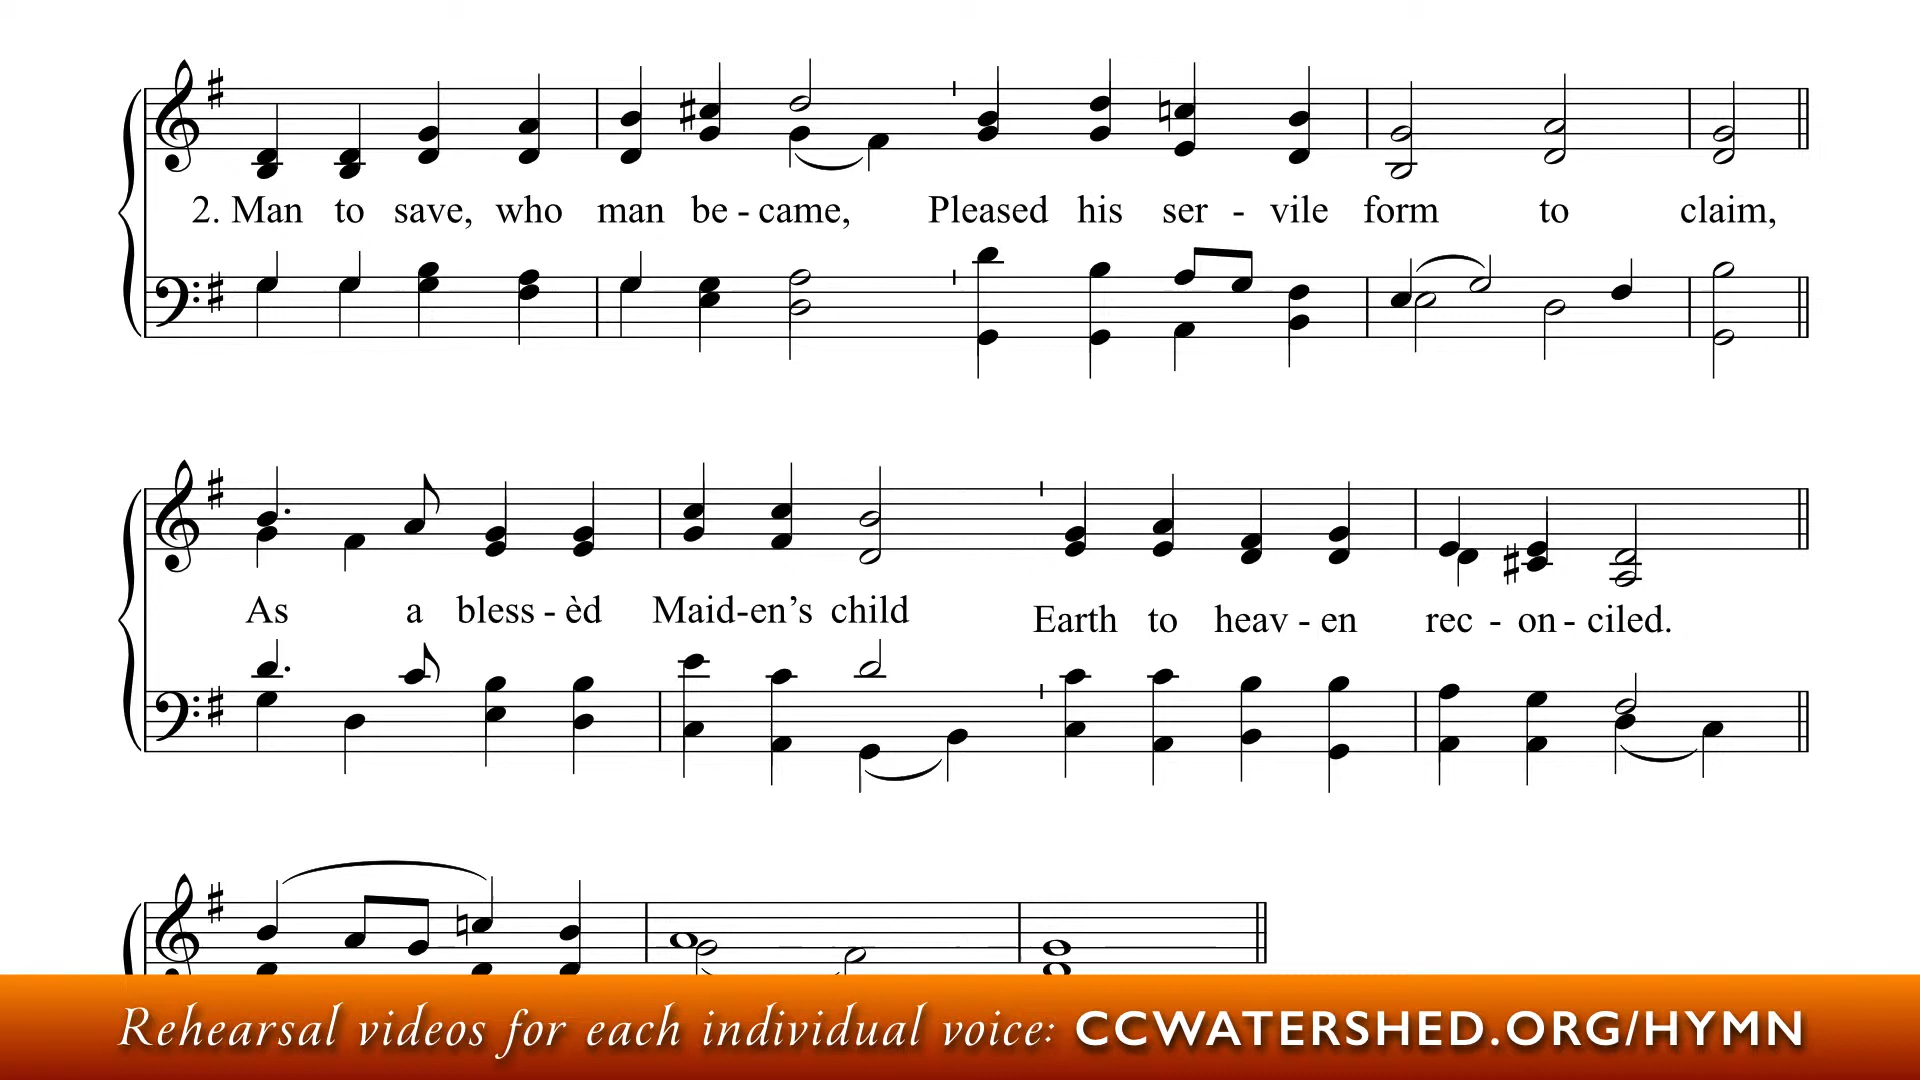 2. Man to save, who man be - came, Pleased his ser - vile form to claim,
As a bless - èd Maid-en’s child Earth to heav - en rec - on - ciled.
Rehearsal videos for each individual voice: CCWATERSHED.ORG/HYMN